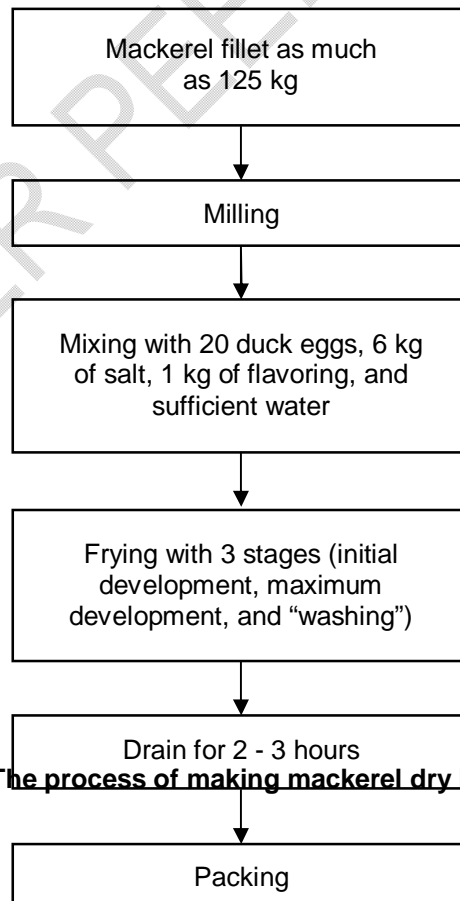 Mackerel fillet as much
as 125 kg
Milling
Mixing with 20 duck eggs, 6 kg
of salt, 1 kg of flavoring, and
sufficient water
Frying with 3 stages (initial
development, maximum
development, and “washing”)
Drain for 2 - 3 hours
The process of making mackerel dry
Packing